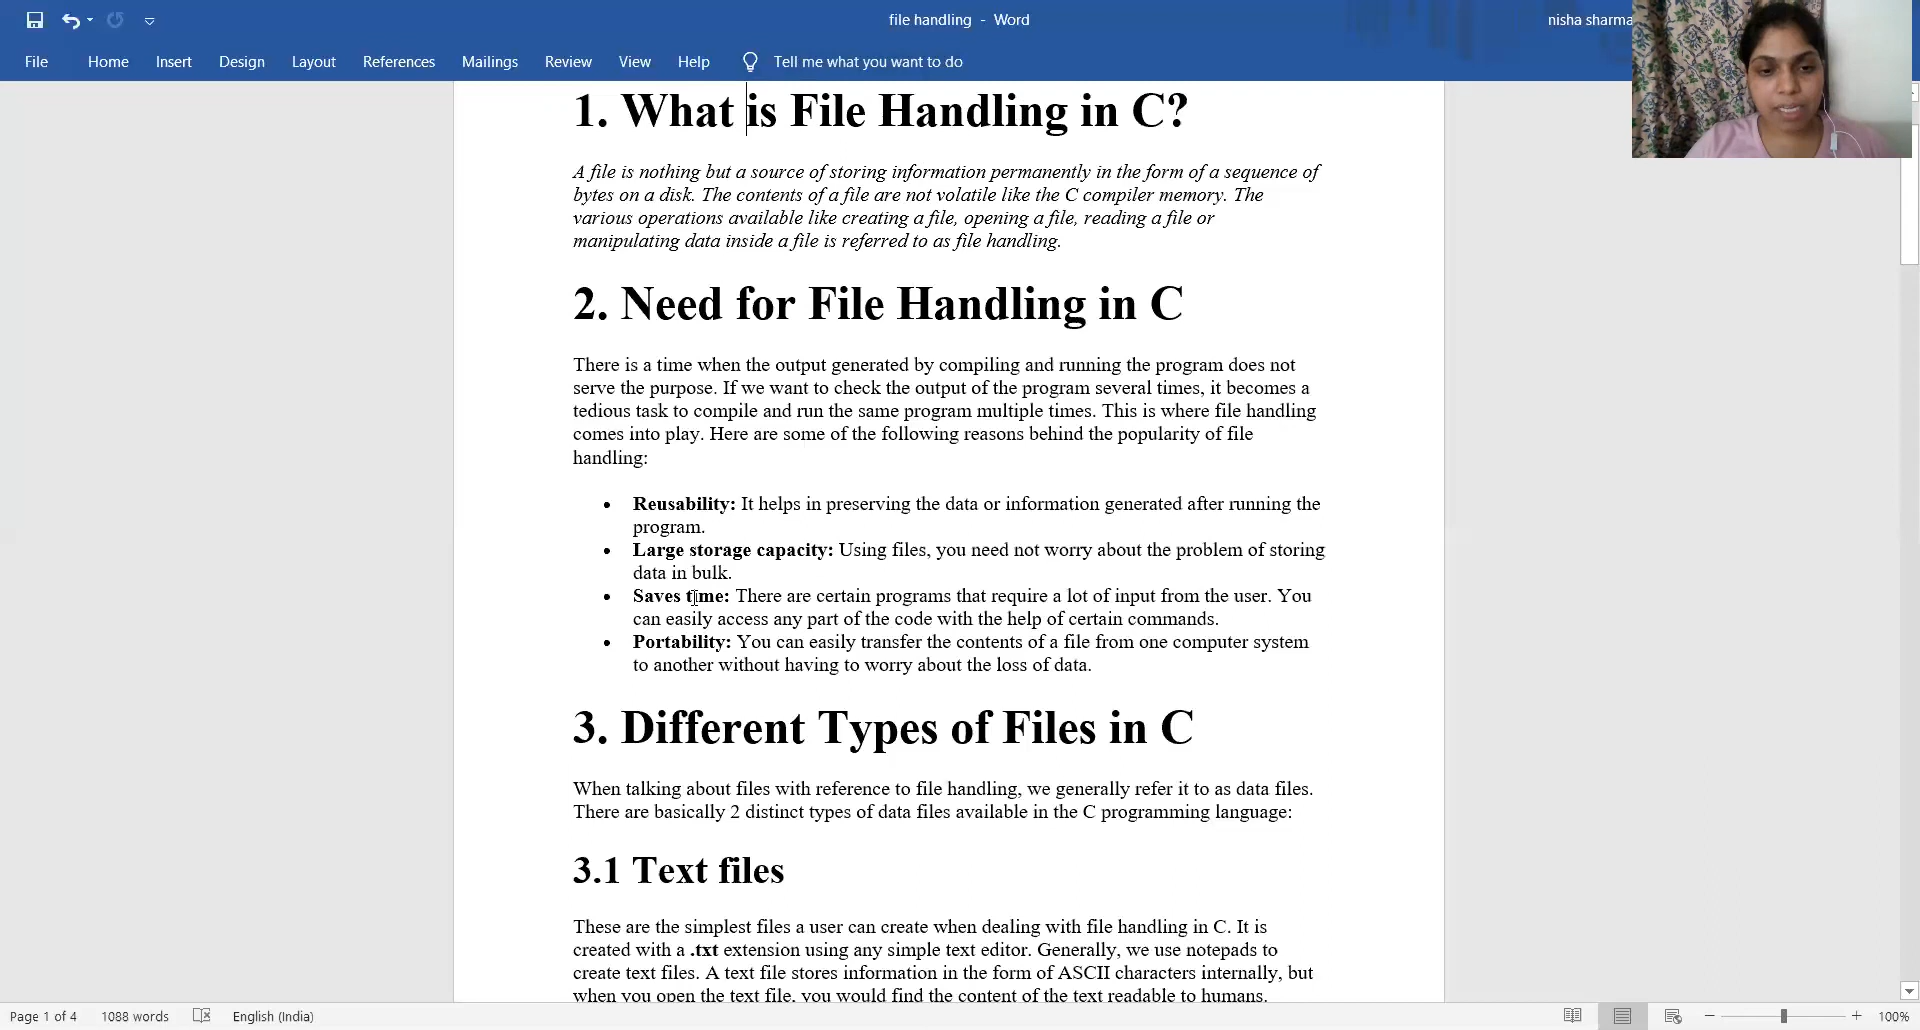 file handling - Word
nisha sharma
File Home Insert Design Layout References Mailings Review View Help Tell me what you want to do
1. What is File Handling in C?
A file is nothing but a source of storing information permanently in the form of a sequence of
bytes on a disk. The contents of a file are not volatile like the C compiler memory. The
various operations available like creating a file, opening a file, reading a file or
manipulating data inside a file is referred to as file handling.
2. Need for File Handling in C
There is a time when the output generated by compiling and running the program does not
serve the purpose. If we want to check the output of the program several times, it becomes a
tedious task to compile and run the same program multiple times. This is where file handling
comes into play. Here are some of the following reasons behind the popularity of file
handling:
• Reusability: It helps in preserving the data or information generated after running the
program.
• Large storage capacity: Using files, you need not worry about the problem of storing
data in bulk.
• Saves time: There are certain programs that require a lot of input from the user. You
can easily access any part of the code with the help of certain commands.
• Portability: You can easily transfer the contents of a file from one computer system
to another without having to worry about the loss of data.
3. Different Types of Files in C
When talking about files with reference to file handling, we generally refer it to as data files.
There are basically 2 distinct types of data files available in the C programming language:
3.1 Text files
These are the simplest files a user can create when dealing with file handling in C. It is
created with a .txt extension using any simple text editor. Generally, we use notepads to
create text files. A text file stores information in the form of ASCII characters internally, but
when you open the text file, you would find the content of the text readable to humans.
Page 1 of 4 1088 words English (India) 100%